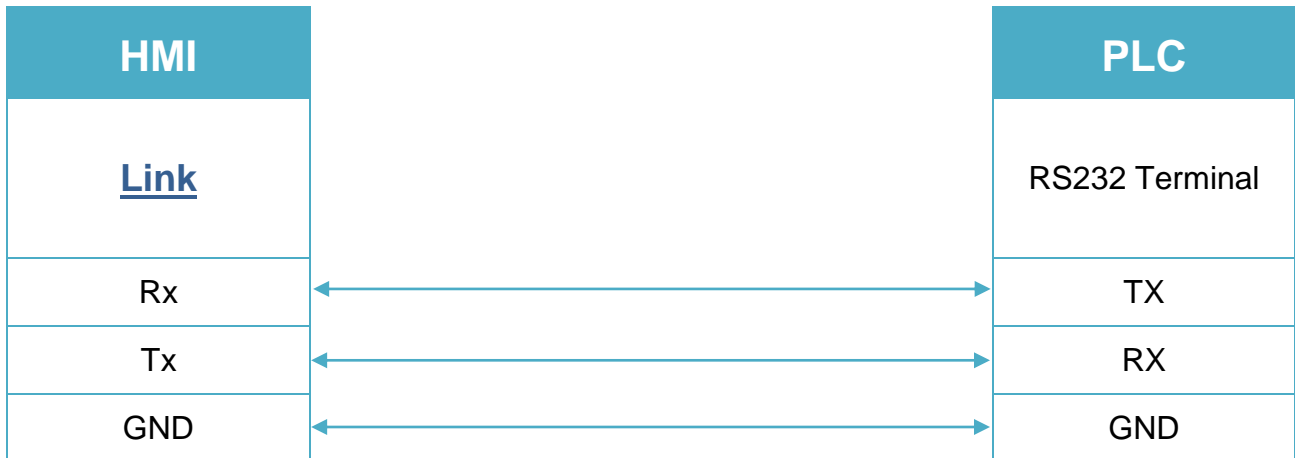 HMI
PLC
Link
RS232 Terminal
Rx
TX
Tx
RX
GND
GND